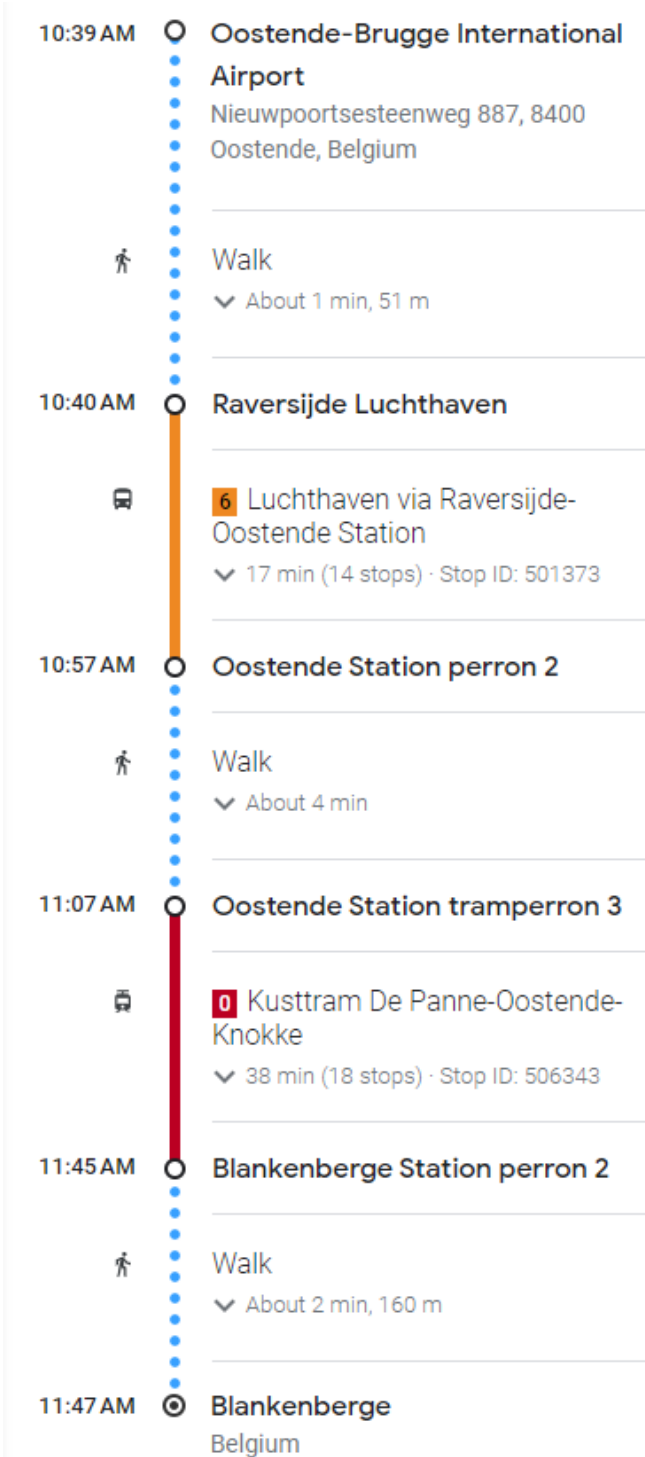 10:39 AM Oostende-Brugge International
Airport
Nieuwpoortsesteenweg 887, 8400
Oostende, Belgium
Walk
About 1 min, 51 m
10:40 AM Raversijde Luchthaven
6 Luchthaven via Raversijde-
Oostende Station
17 min (14 stops) · Stop ID: 501373
10:57 AM Oostende Station perron 2
Walk
About 4 min
11:07 AM Oostende Station tramperron 3
0 Kusttram De Panne-Oostende-
Knokke
38 min (18 stops) · Stop ID: 506343
11:45 AM Blankenberge Station perron 2
Walk
About 2 min, 160 m
11:47 AM Blankenberge
Belgium